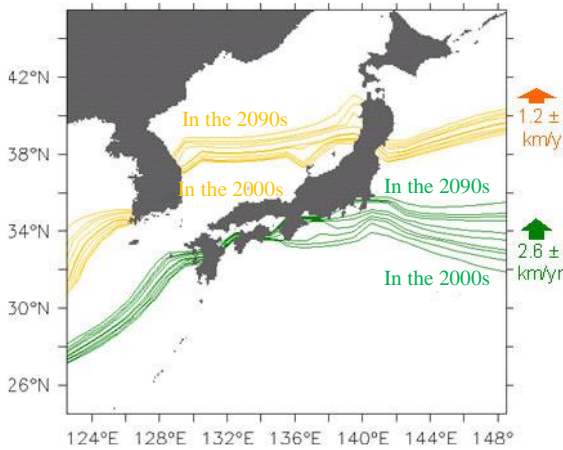 42°N
38°N
34°N
30°N
26°N
124°E 128°E 132°E 136°E 140°E 144°E 148°
In the 2090s
In the 2000s
In the 2090s
In the 2000s
1.2 ±
km/y
2.6 ±
km/yr